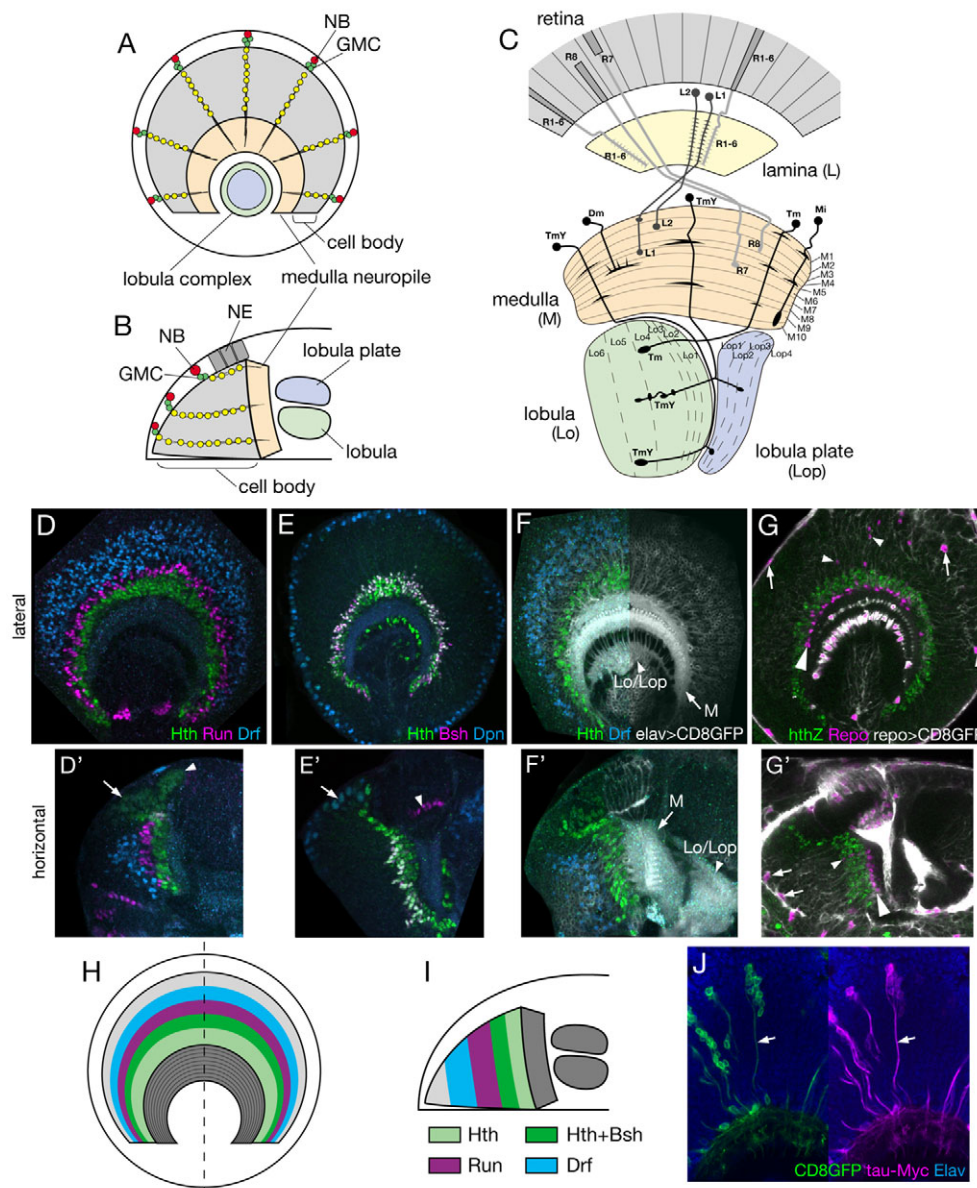 A
NB
GMC
cell body
lobula complex
medulla neuropile
B
NE
NB
GMC
lobula plate
lobula
cell body
C
retina
R8
R7
R1-6
L2
L1
R1-6
R1-6
R1-6
lamina (L)
TmY
Dm
Tm
Mi
TmY
L2
L1
R8
R7
M1
M2
M3
M4
M5
M6
M7
M8
M9
M10
medulla
(M)
Lo6
Lo5
Lo4
Lo3
Lo2
Lo1
Lop1
Lop2
Lop3
Lop4
Tm
TmY
TmY
lobula
(Lo)
lobula plate
(Lop)
lateral
D
Hth Run Drf
E
Hth Bsh Dpn
F
Lo/Lop
M
Hth Drf elav>CD8GFP
G
hthZ Repo repo>CD8GFP
horizontal
D'
E'
F'
M
Lo/Lop
G'
H
I
Hth
Hth+Bsh
Run
Drf
J
CD8GFP tau-Myc Elav